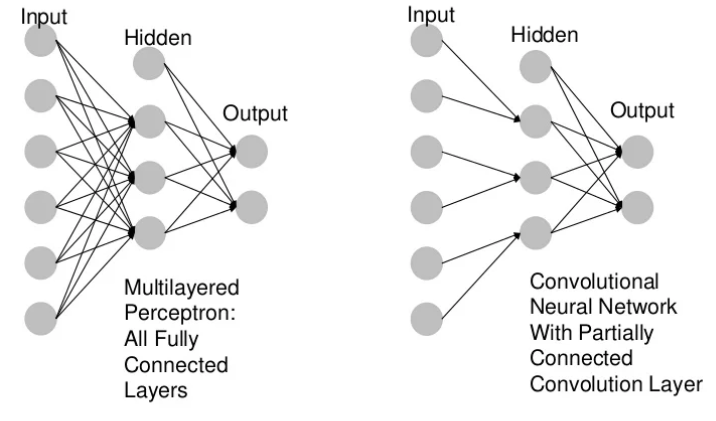 Input
Hidden
Output
Multilayered
Perceptron:
All Fully
Connected
Layers
Input
Hidden
Output
Convolutional
Neural Network
With Partially
Connected
Convolution Layer